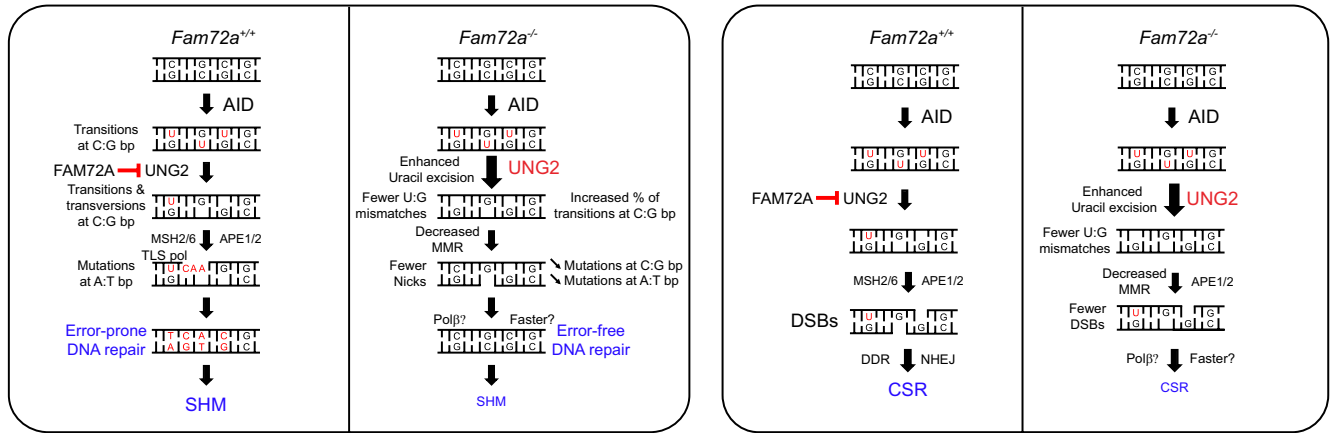 Fam72a+/+
C G C G
G C G C
AID
Transitions
at C:G bp
U G U G
G U G C
FAM72A UNG2
Transitions &
transversions
at C:G bp
U G
G G C
MSH2/6 APE1/2
TLS pol
Mutations
at A:T bp
U CAA G
G G C
Error-prone
DNA repair
T C A C G
A G T G C
SHM
Fam72a-/-
C G C G
G C G C
AID
U G U G
G U G C
Enhanced
Uracil excision
UNG2
Fewer U:G
mismatches
G G
G G C
Increased % of
transitions at C:G bp
Decreased
MMR
Fewer
Nicks
C G G
G G C
Mutations at C:G bp
Mutations at A:T bp
Polβ? Faster?
C G C G
G C G C
Error-free
DNA repair
SHM
Fam72a+/+
C G C G
G C G C
AID
U G U G
G U G C
FAM72A UNG2
U G
G G C
MSH2/6 APE1/2
DSBs
U G G
G G C
DDR NHEJ
CSR
Fam72a-/-
C G C G
G C G C
AID
U G U G
G U G C
Enhanced
Uracil excision
UNG2
Fewer U:G
mismatches
G G
G G C
Decreased
MMR
APE1/2
Fewer
DSBs
U G G
G G C
Polβ? Faster?
CSR